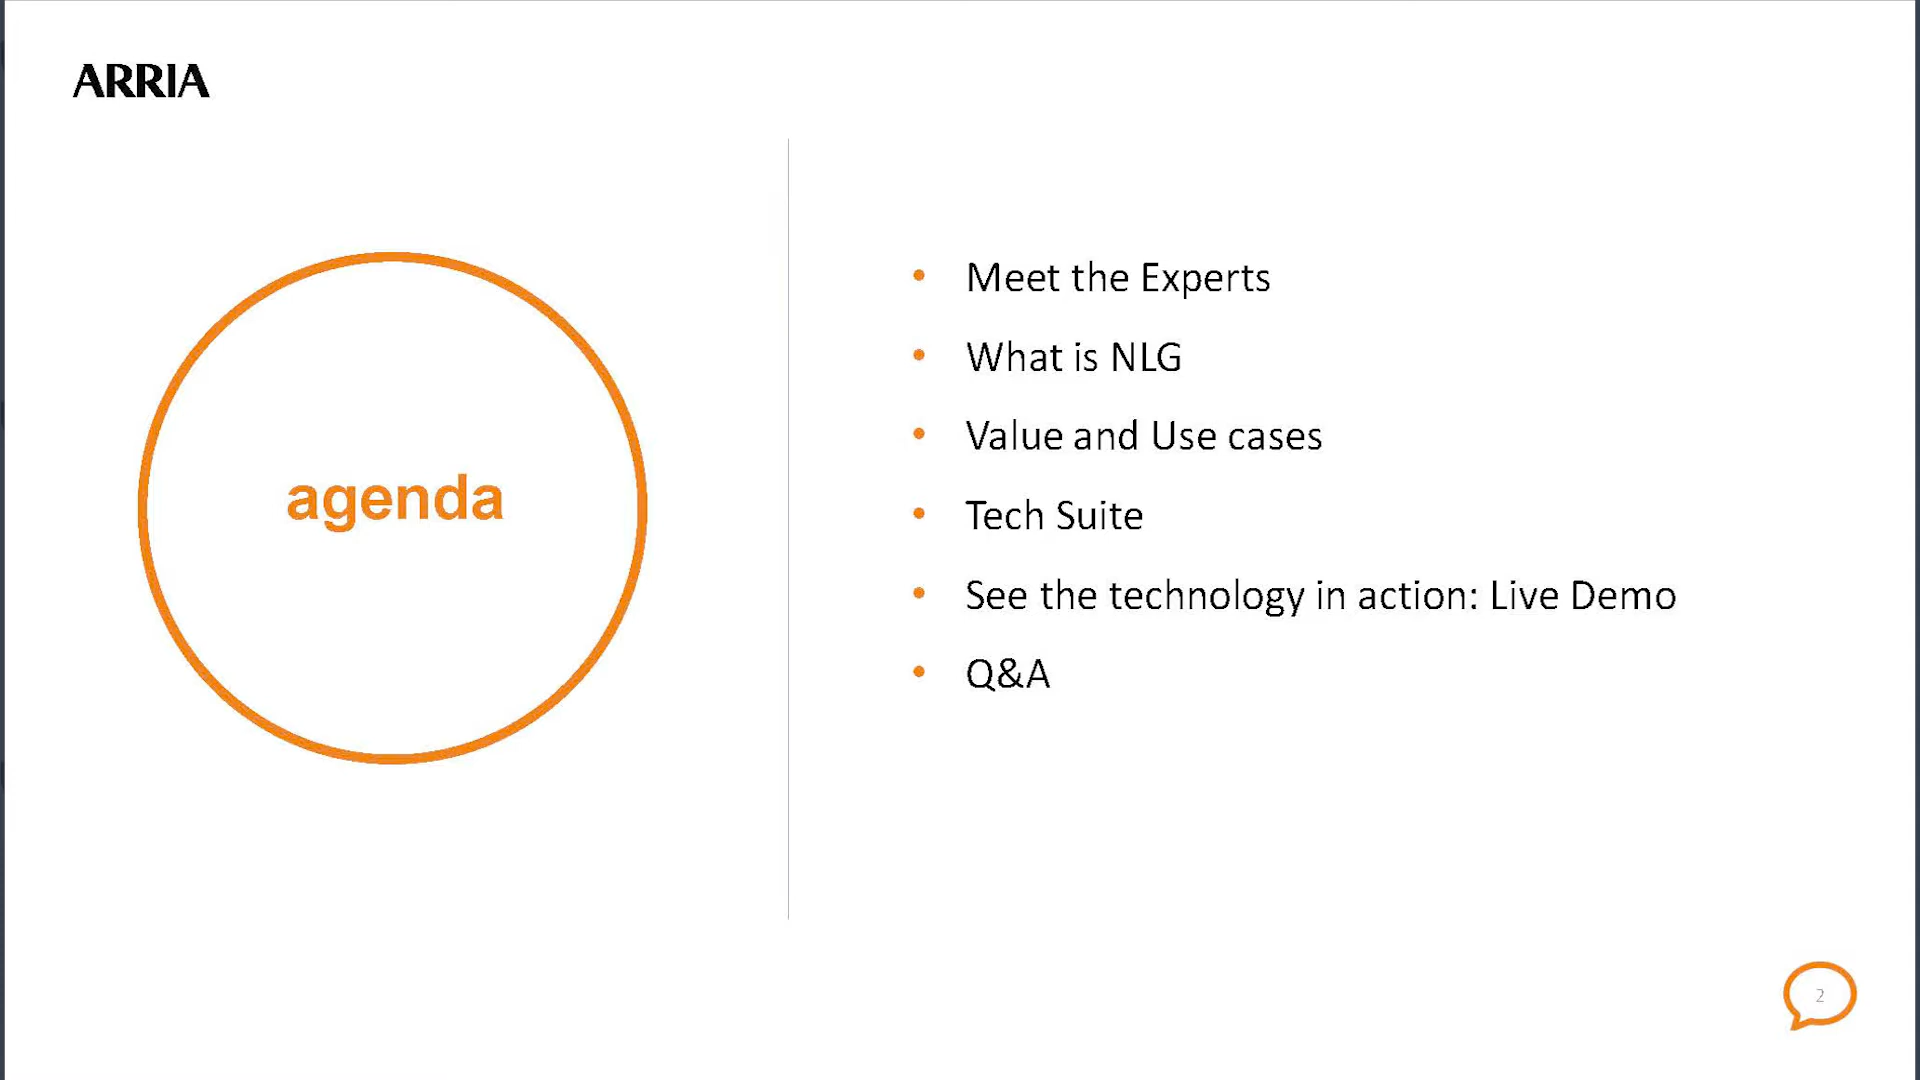 ARRIA
agenda
• Meet the Experts
• What is NLG
• Value and Use cases
• Tech Suite
• See the technology in action: Live Demo
• Q&A
2